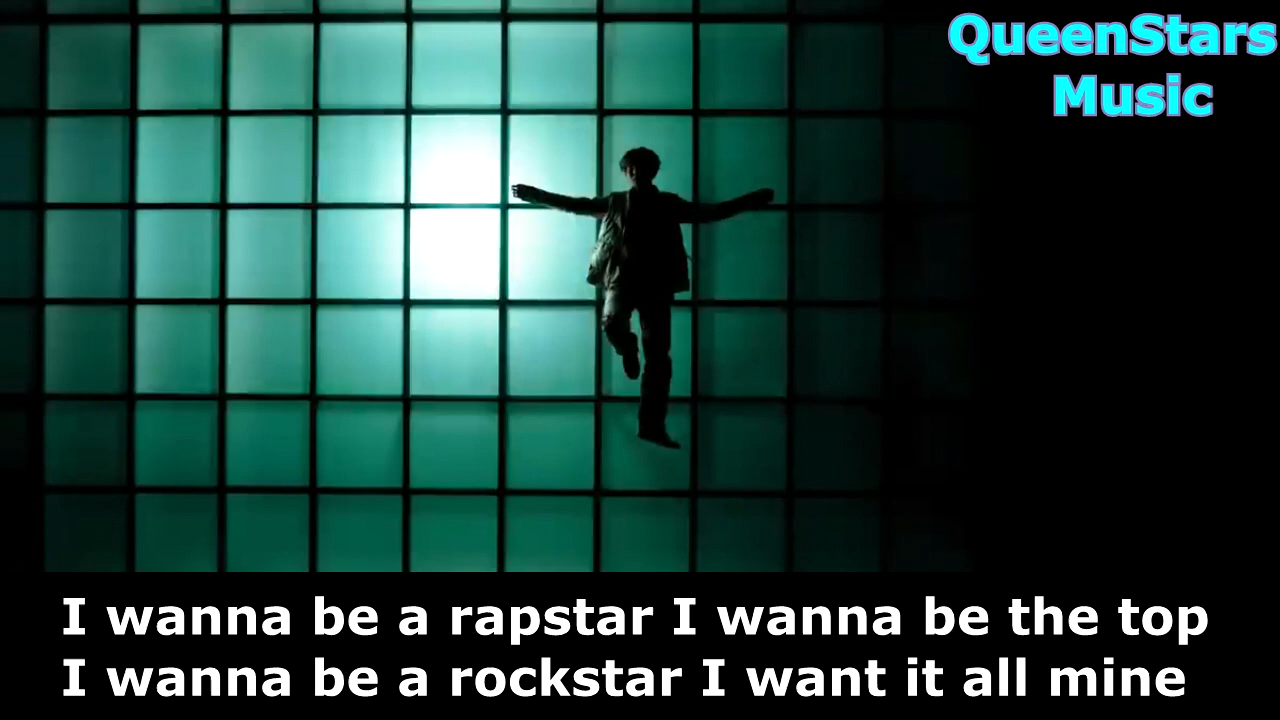 QueenStars
Music
I wanna be a rapstar I wanna be the top
I wanna be a rockstar I want it all mine